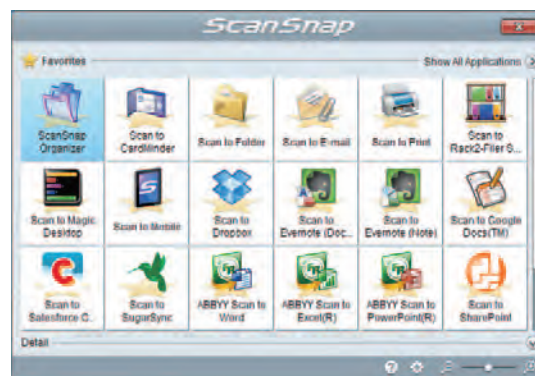 ScanSnap
Favorites
Show All Applications
ScanSnap
Organizer
Scan to
CardMinder
Scan to Folder
Scan to E-mail
Scan to Print
Scan to
Rack2-Filer S...
Scan to Magic
Desktop
Scan to Mobile
Scan to
Dropbox
Scan to
Evernote (Doc...
Scan to
Evernote (Note)
Scan to Google
Docs(TM)
Scan to
Salesforce C...
Scan to
SugarSync
ABBYY Scan to
Word
ABBYY Scan to
Excel(R)
ABBYY Scan to
PowerPoint(R)
Scan to
SharePoint
Detail